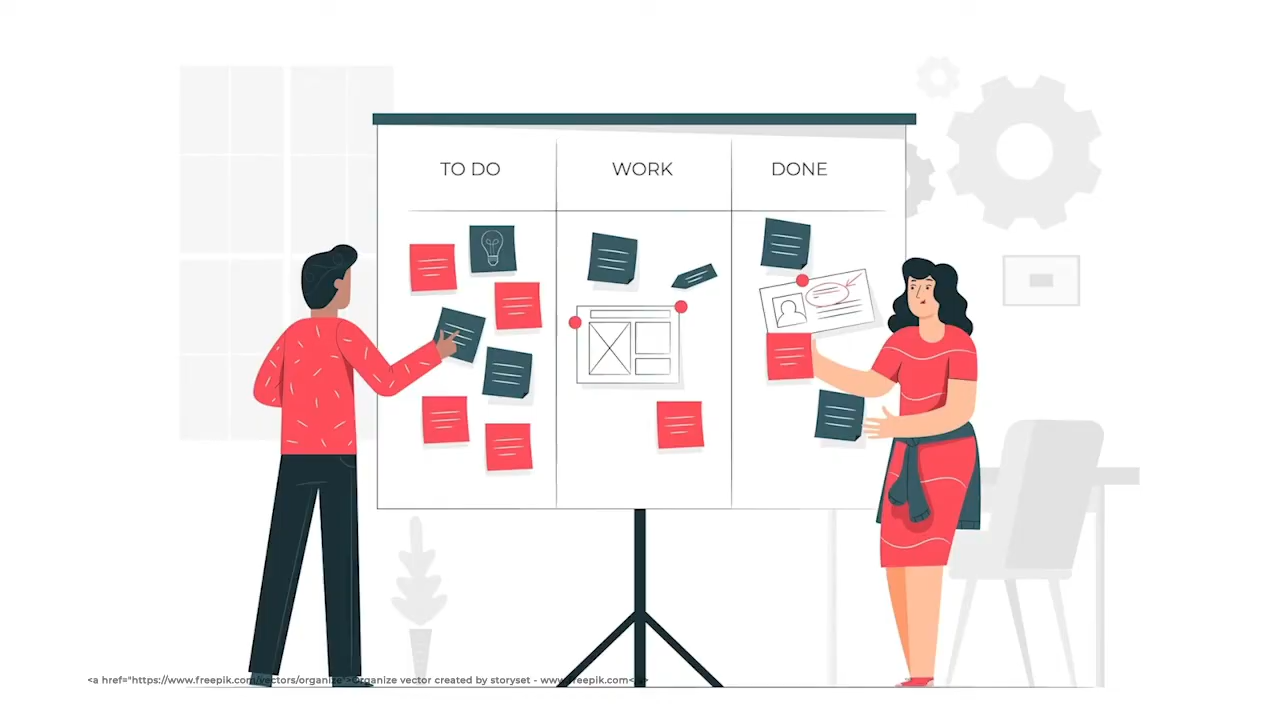 TO DO
WORK
DONE
<a href="https://www.freepik.com/vectors/organize">Organize vector created by storyset - www.freepik.com</a>